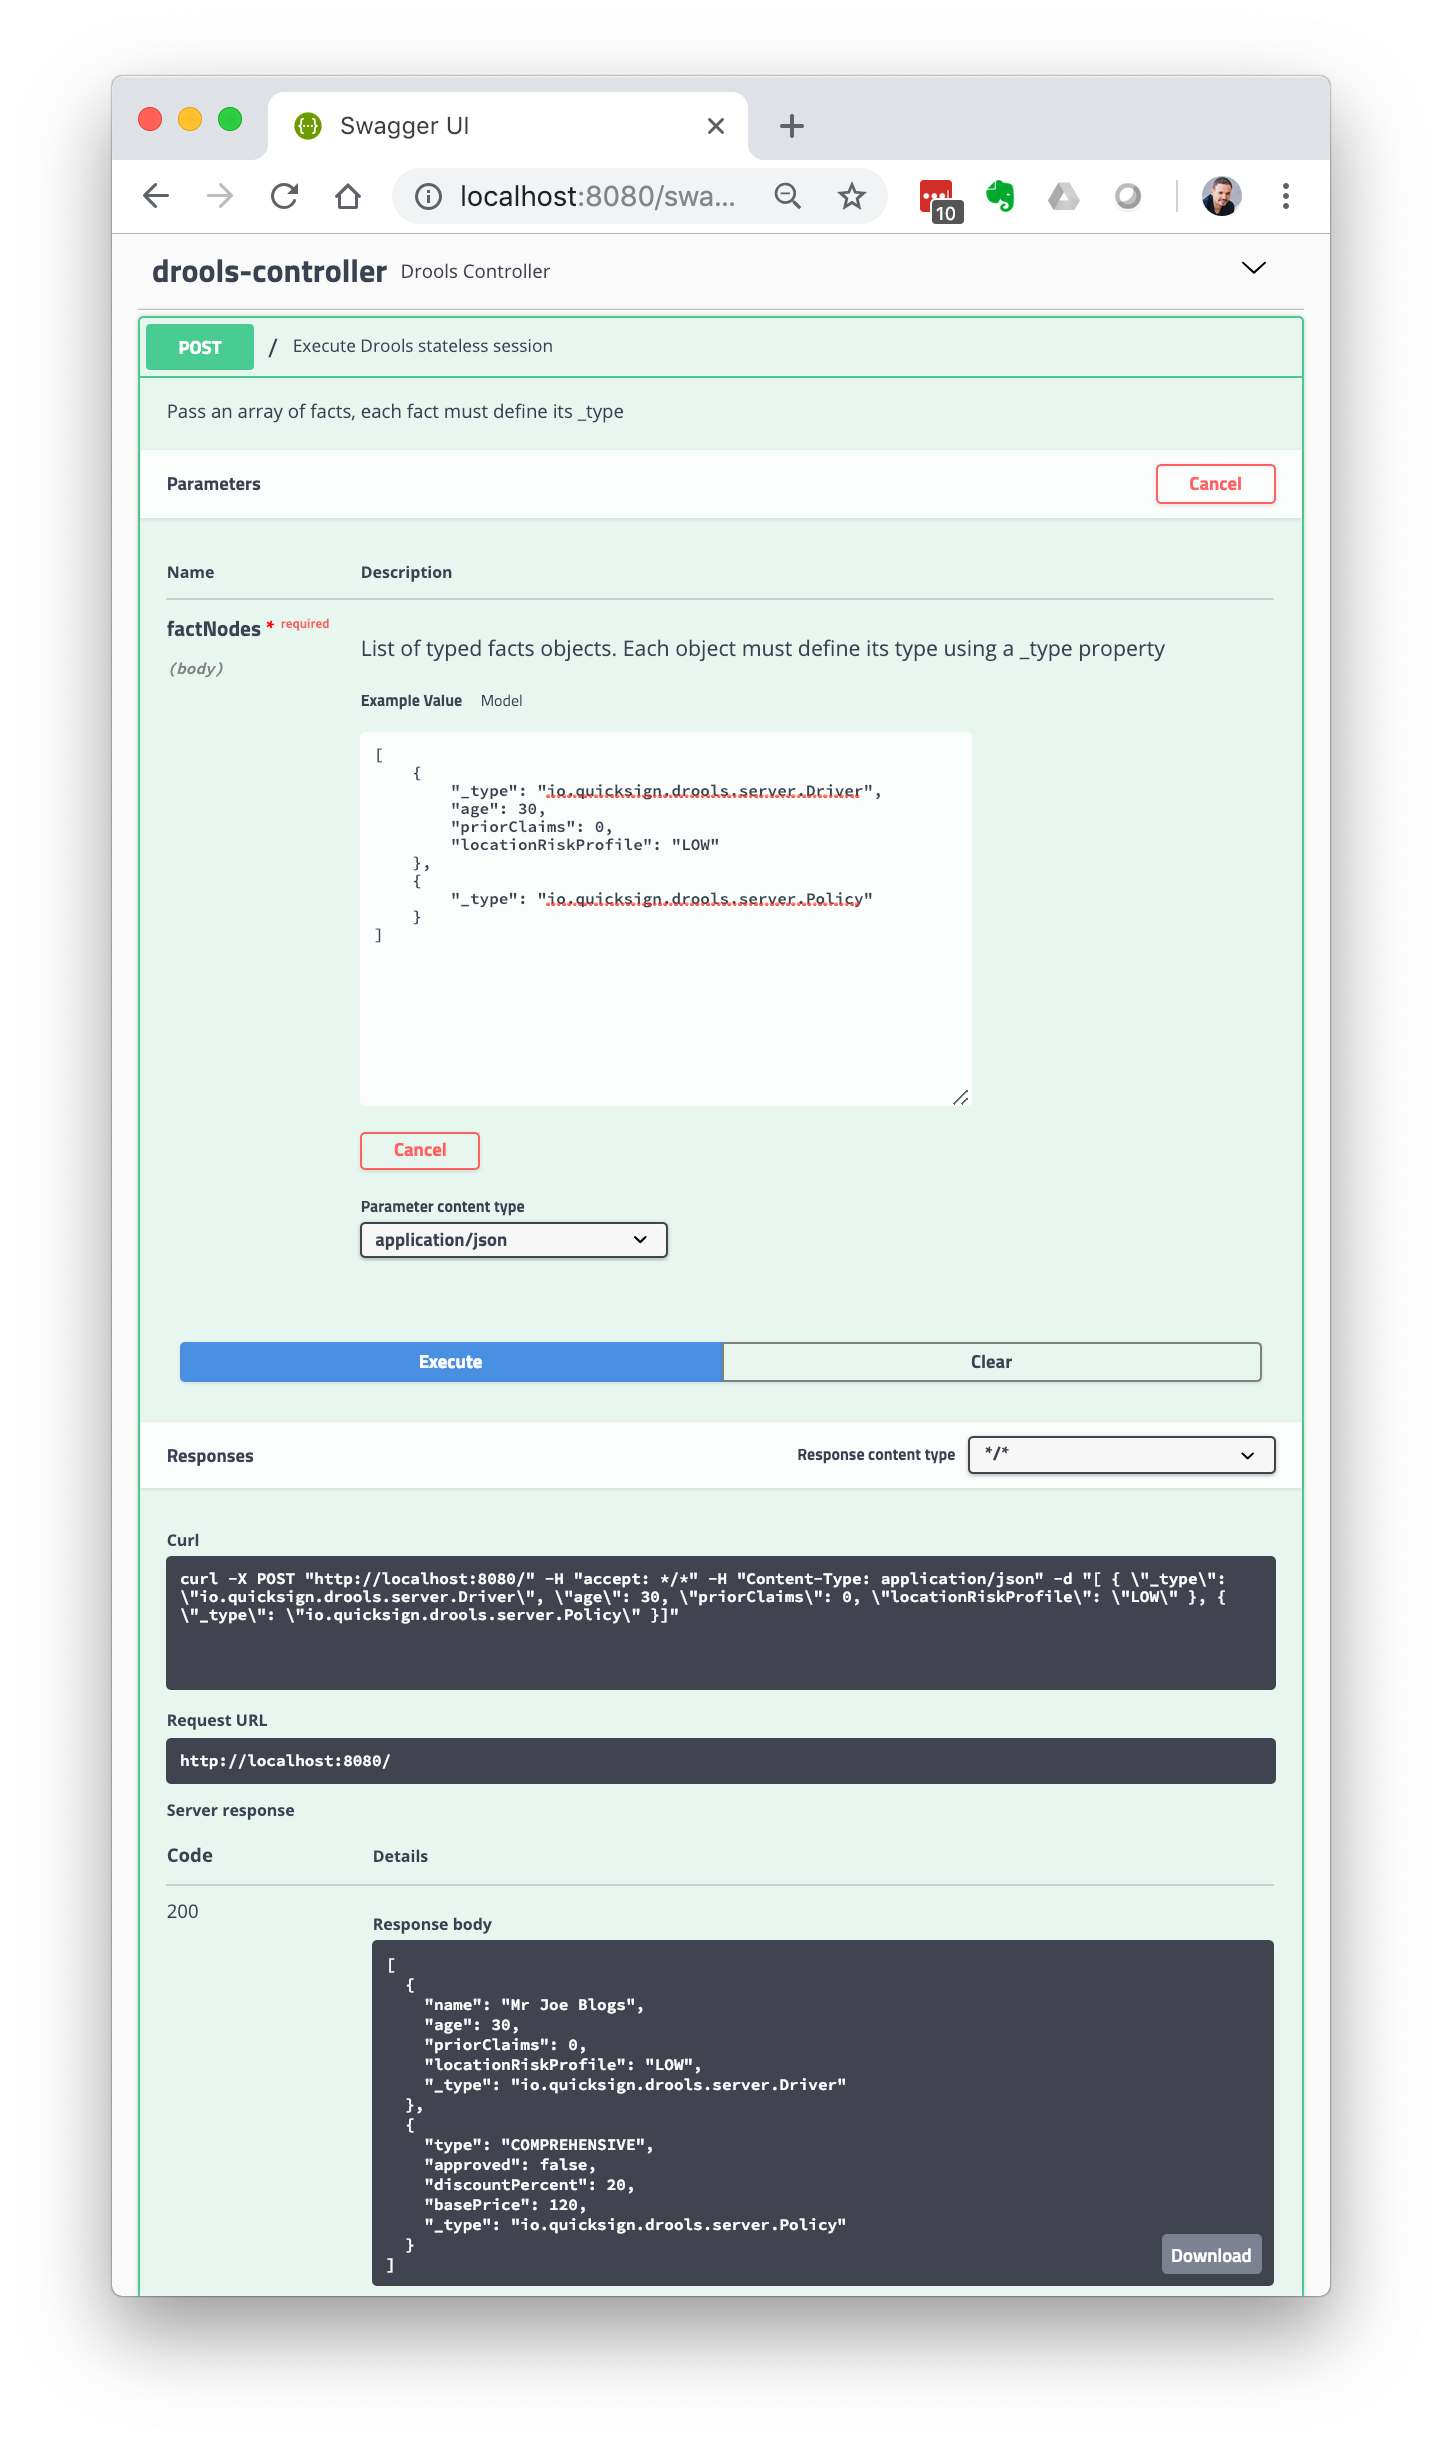 Swagger UI
localhost:8080/swa...
10
drools-controller Drools Controller
POST / Execute Drools stateless session
Pass an array of facts, each fact must define its _type
Parameters Cancel
Name Description
factNodes * required
(body)
List of typed facts objects. Each object must define its type using a _type property
Example Value Model
[
    {
        "_type": "io.quicksign.drools.server.Driver",
        "age": 30,
        "priorClaims": 0,
        "locationRiskProfile": "LOW"
    },
    {
        "_type": "io.quicksign.drools.server.Policy"
    }
]
Cancel
Parameter content type
application/json
Execute Clear
Responses Response content type */*
Curl
curl -X POST "http://localhost:8080/" -H "accept: */*" -H "Content-Type: application/json" -d "[ { \"_type\":
\"io.quicksign.drools.server.Driver\", \"age\": 30, \"priorClaims\": 0, \"locationRiskProfile\": \"LOW\" }, {
\"_type\": \"io.quicksign.drools.server.Policy\" }]"
Request URL
http://localhost:8080/
Server response
Code Details
200
Response body
[
  {
    "name": "Mr Joe Blogs",
    "age": 30,
    "priorClaims": 0,
    "locationRiskProfile": "LOW",
    "_type": "io.quicksign.drools.server.Driver"
  },
  {
    "type": "COMPREHENSIVE",
    "approved": false,
    "discountPercent": 20,
    "basePrice": 120,
    "_type": "io.quicksign.drools.server.Policy"
  }
]
Download